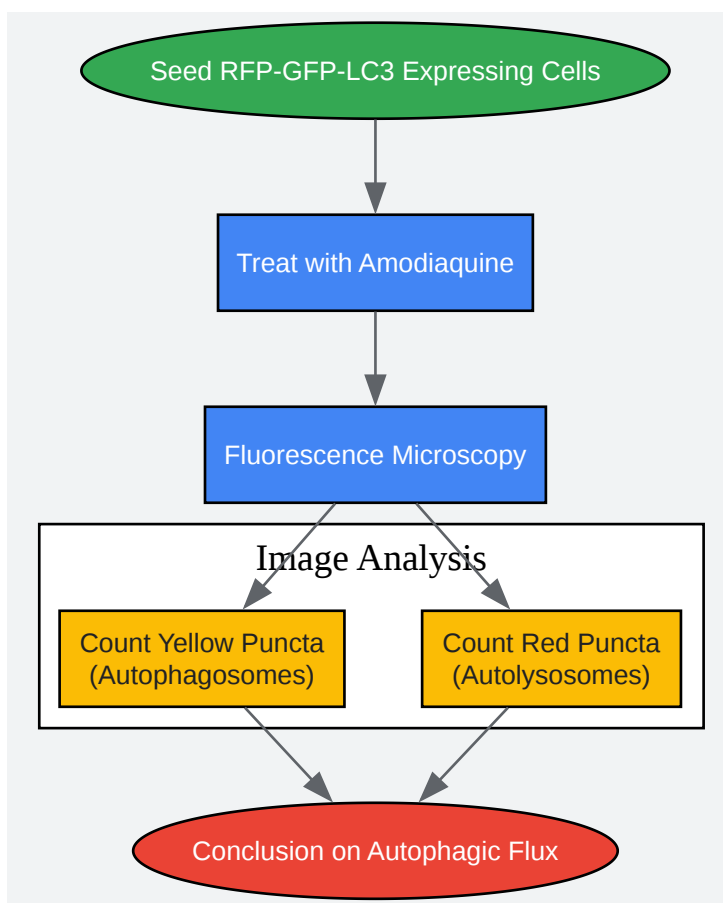 Seed RFP-GFP-LC3 Expressing Cells
Treat with Amodiaquine
Fluorescence Microscopy
Image Analysis
Count Yellow Puncta
(Autophagosomes)
Count Red Puncta
(Autolysosomes)
Conclusion on Autophagic Flux